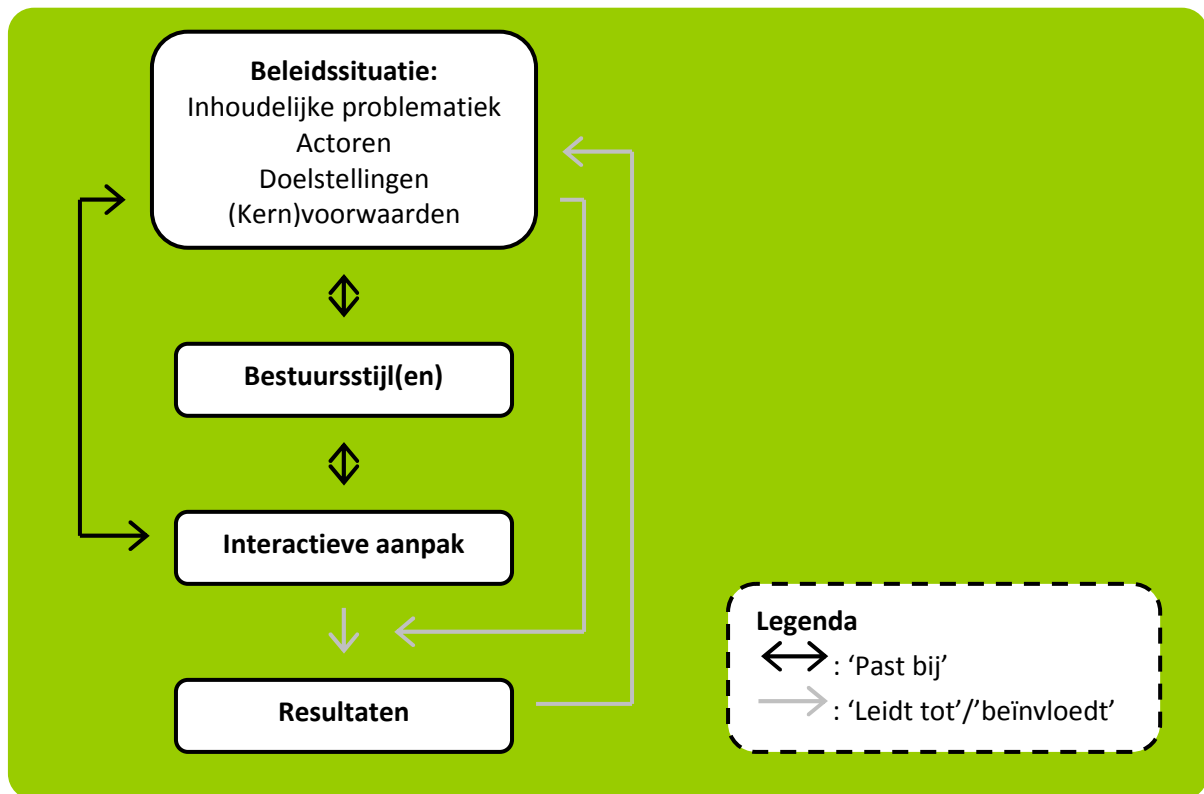 Beleidssituatie:
Inhoudelijke problematiek
Actoren
Doelstellingen
(Kern)voorwaarden
Bestuursstijl(en)
Interactieve aanpak
Resultaten
Legenda
: ‘Past bij’
: ‘Leidt tot’/’beïnvloedt’